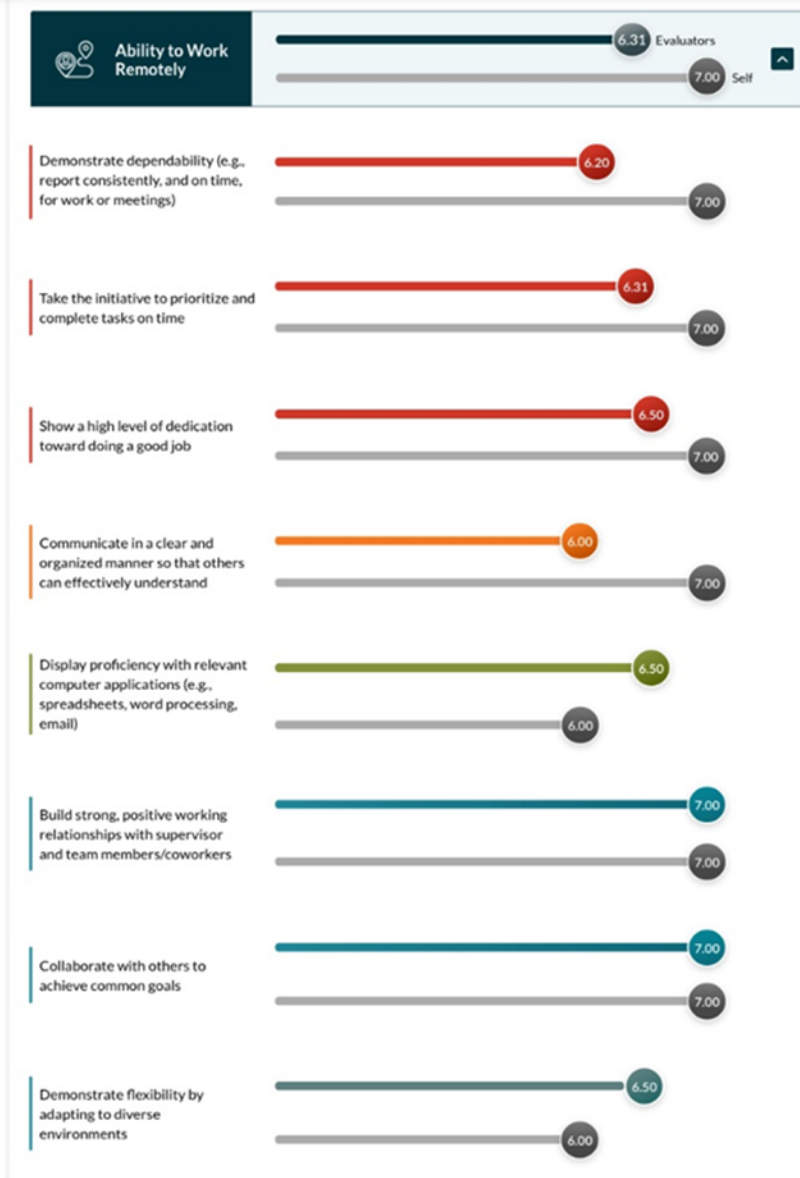 Ability to Work
Remotely
6.31 Evaluators
7.00 Self
Demonstrate dependability (e.g.,
report consistently, and on time,
for work or meetings)
6.20
7.00
Take the initiative to prioritize and
complete tasks on time
6.31
7.00
Show a high level of dedication
toward doing a good job
6.50
7.00
Communicate in a clear and
organized manner so that others
can effectively understand
6.00
7.00
Display proficiency with relevant
computer applications (e.g.,
spreadsheets, word processing,
email)
6.50
6.00
Build strong, positive working
relationships with supervisor
and team members/coworkers
7.00
7.00
Collaborate with others to
achieve common goals
7.00
7.00
Demonstrate flexibility by
adapting to diverse
environments
6.50
6.00